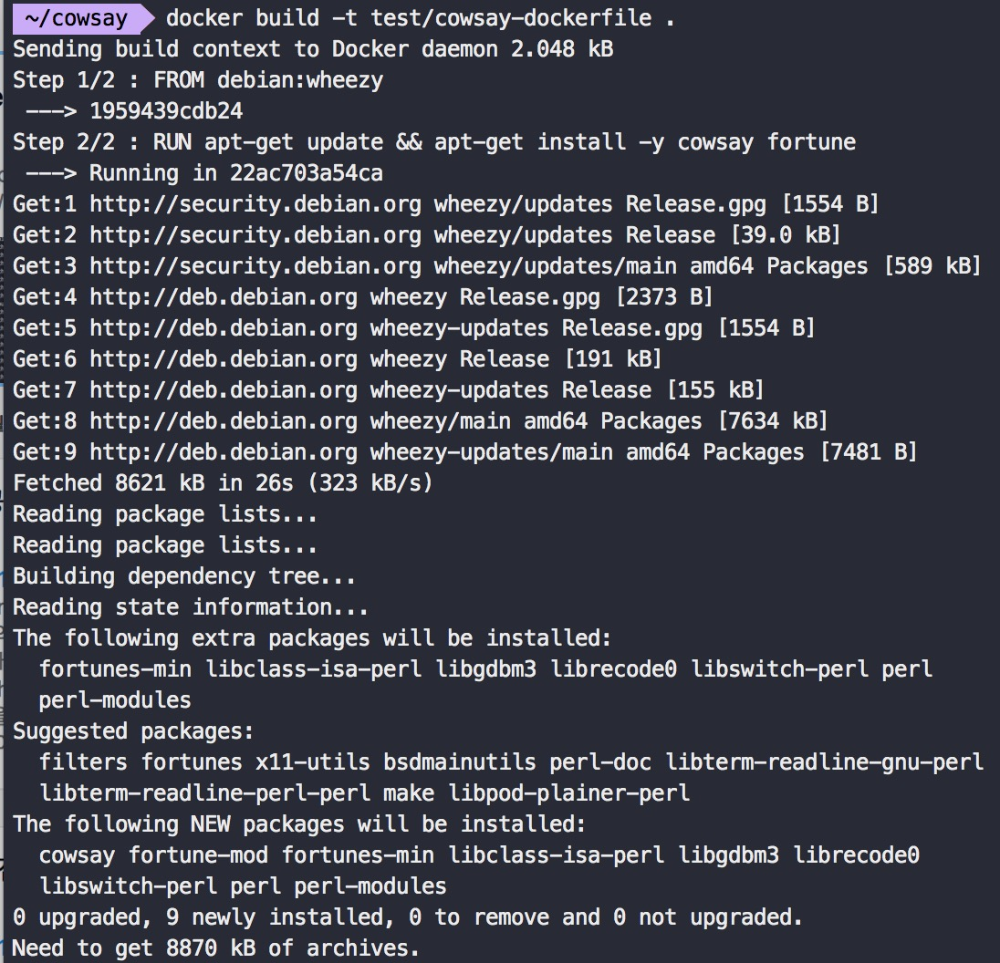 ~/cowsay docker build -t test/cowsay-dockerfile .
Sending build context to Docker daemon 2.048 kB
Step 1/2 : FROM debian:wheezy
---> 1959439cdb24
Step 2/2 : RUN apt-get update && apt-get install -y cowsay fortune
---> Running in 22ac703a54ca
Get:1 http://security.debian.org wheezy/updates Release.gpg [1554 B]
Get:2 http://security.debian.org wheezy/updates Release [39.0 kB]
Get:3 http://security.debian.org wheezy/updates/main amd64 Packages [589 kB]
Get:4 http://deb.debian.org wheezy Release.gpg [2373 B]
Get:5 http://deb.debian.org wheezy-updates Release.gpg [1554 B]
Get:6 http://deb.debian.org wheezy Release [191 kB]
Get:7 http://deb.debian.org wheezy-updates Release [155 kB]
Get:8 http://deb.debian.org wheezy/main amd64 Packages [7634 kB]
Get:9 http://deb.debian.org wheezy-updates/main amd64 Packages [7481 B]
Fetched 8621 kB in 26s (323 kB/s)
Reading package lists...
Reading package lists...
Building dependency tree...
Reading state information...
The following extra packages will be installed:
fortunes-min libclass-isa-perl libgdbm3 librecode0 libswitch-perl perl
perl-modules
Suggested packages:
filters fortunes x11-utils bsdmainutils perl-doc libterm-readline-gnu-perl
libterm-readline-perl-perl make libpod-plainer-perl
The following NEW packages will be installed:
cowsay fortune-mod fortunes-min libclass-isa-perl libgdbm3 librecode0
libswitch-perl perl perl-modules
0 upgraded, 9 newly installed, 0 to remove and 0 not upgraded.
Need to get 8870 kB of archives.